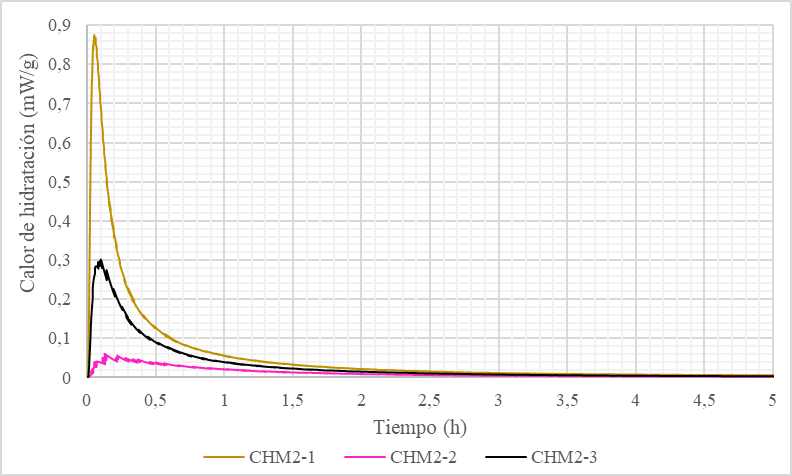 Calor de hidratación (mW/g)
0,9
0,8
0,7
0,6
0,5
0,4
0,3
0,2
0,1
0
0 0,5 1 1,5 2 2,5 3 3,5 4 4,5 5
Tiempo (h)
CHM2-1 CHM2-2 CHM2-3